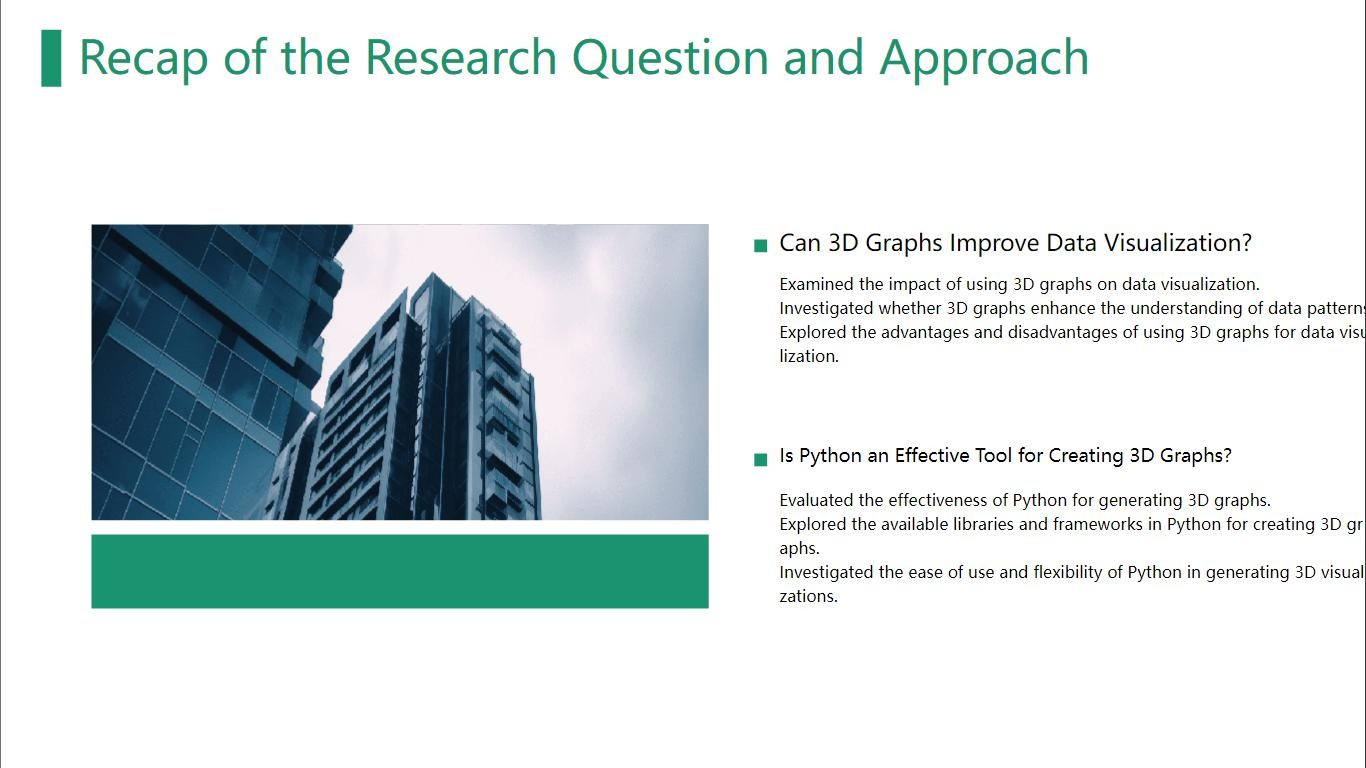 Recap of the Research Question and Approach
Can 3D Graphs Improve Data Visualization?
Examined the impact of using 3D graphs on data visualization.
Investigated whether 3D graphs enhance the understanding of data patterns
Explored the advantages and disadvantages of using 3D graphs for data visu
lization.
Is Python an Effective Tool for Creating 3D Graphs?
Evaluated the effectiveness of Python for generating 3D graphs.
Explored the available libraries and frameworks in Python for creating 3D gr
aphs.
Investigated the ease of use and flexibility of Python in generating 3D visual
zations.